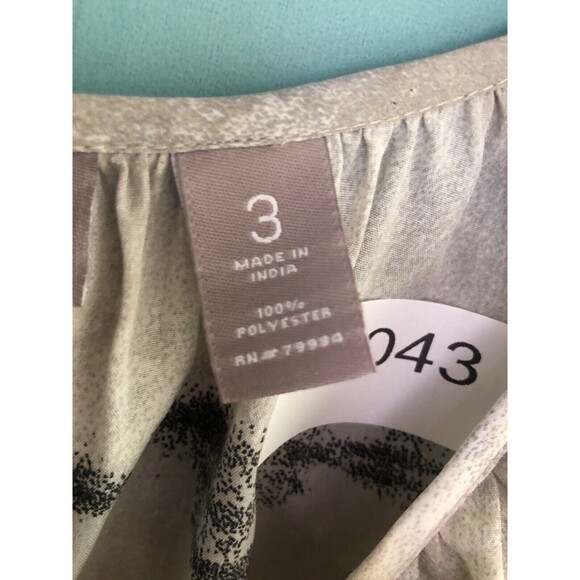 3
MADE IN
INDIA
100%
POLYESTER
RN# 79984
043